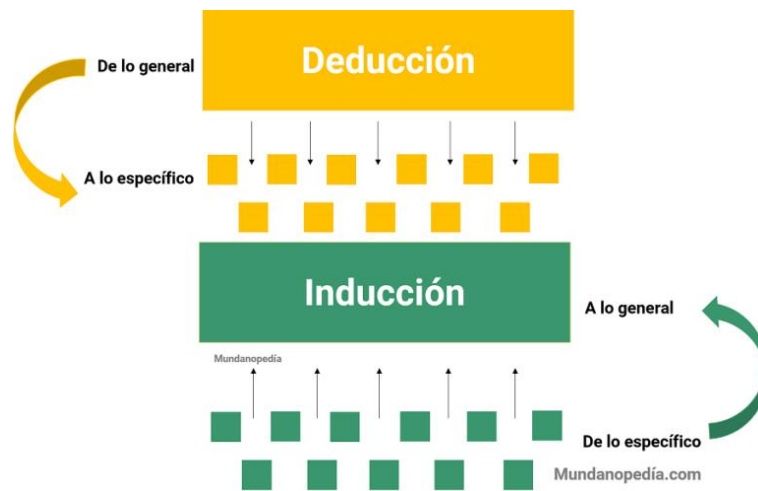 Deducción
De lo general
A lo específico
Inducción
A lo general
Mundanopedía
De lo específico
Mundanopedía.com